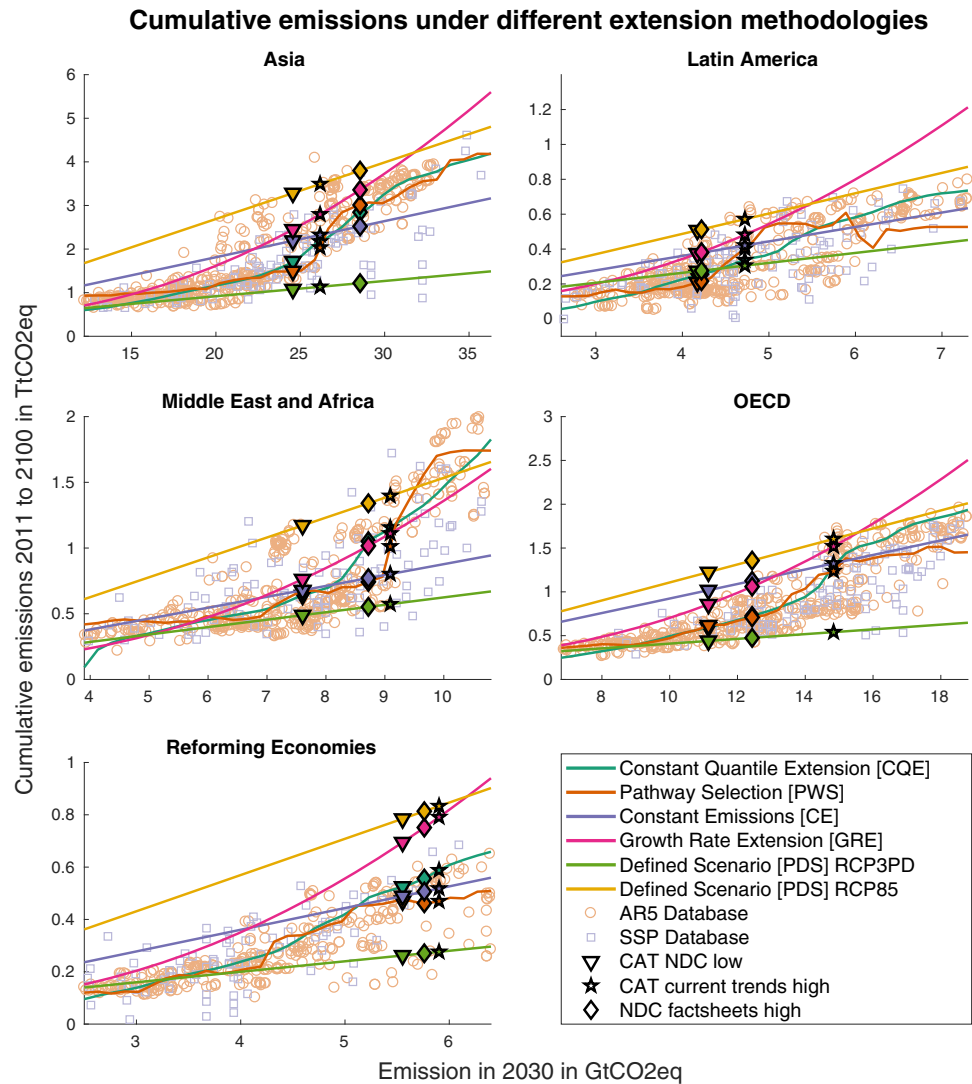 Cumulative emissions under different extension methodologies
Cumulative emissions 2011 to 2100 in TtCO2eq
Asia
6
5
4
3
2
1
0
15 20 25 30 35
Latin America
1.2
1
0.8
0.6
0.4
0.2
0
3 4 5 6 7
Middle East and Africa
2
1.5
1
0.5
0
4 5 6 7 8 9 10
OECD
3
2.5
2
1.5
1
0.5
0
8 10 12 14 16 18
Reforming Economies
1
0.8
0.6
0.4
0.2
0
3 4 5 6
Constant Quantile Extension [CQE]
Pathway Selection [PWS]
Constant Emissions [CE]
Growth Rate Extension [GRE]
Defined Scenario [PDS] RCP3PD
Defined Scenario [PDS] RCP85
AR5 Database
SSP Database
CAT NDC low
CAT current trends high
NDC factsheets high
Emission in 2030 in GtCO2eq